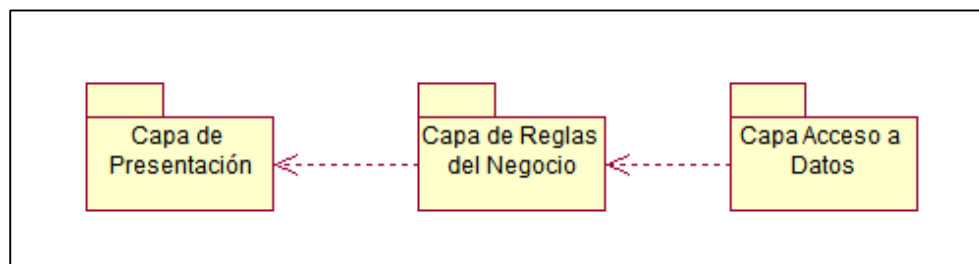 Capa de
Presentación
Capa de Reglas
del Negocio
Capa Acceso a
Datos